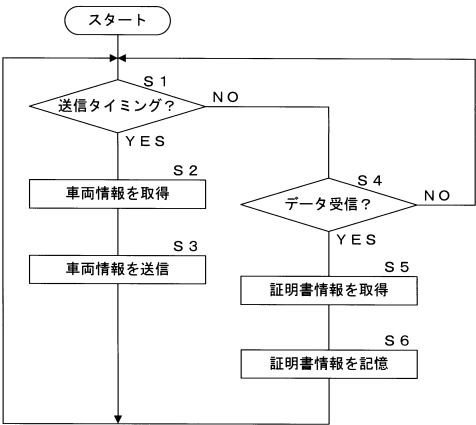 スタート
S1
送信タイミング？
NO
YES
S2
車両情報を取得
S3
車両情報を送信
S4
データ受信？
NO
YES
S5
証明書情報を取得
S6
証明書情報を記憶